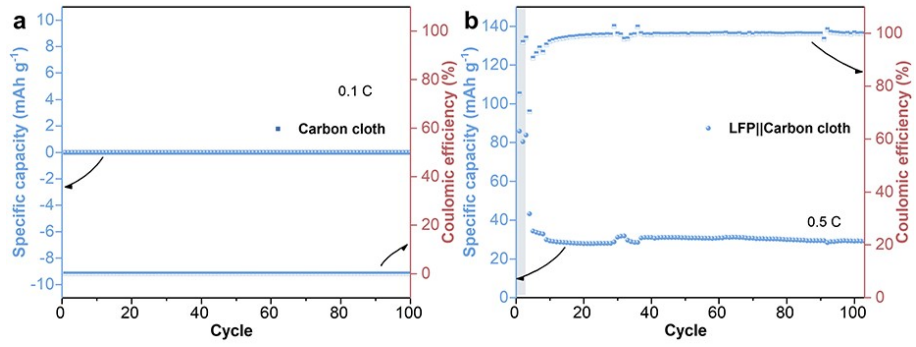 a
10
8
6
4
2
0
-2
-4
-6
-8
-10
Specific capacity (mAh g⁻¹)
0.1 C
Carbon cloth
100
80
60
40
20
0
Coulomic efficiency (%)
0 20 40 60 80 100
Cycle
b
140
120
100
80
60
40
20
0
Specific capacity (mAh g⁻¹)
LFP||Carbon cloth
0.5 C
100
80
60
40
20
0
Coulomic efficiency (%)
0 20 40 60 80 100
Cycle